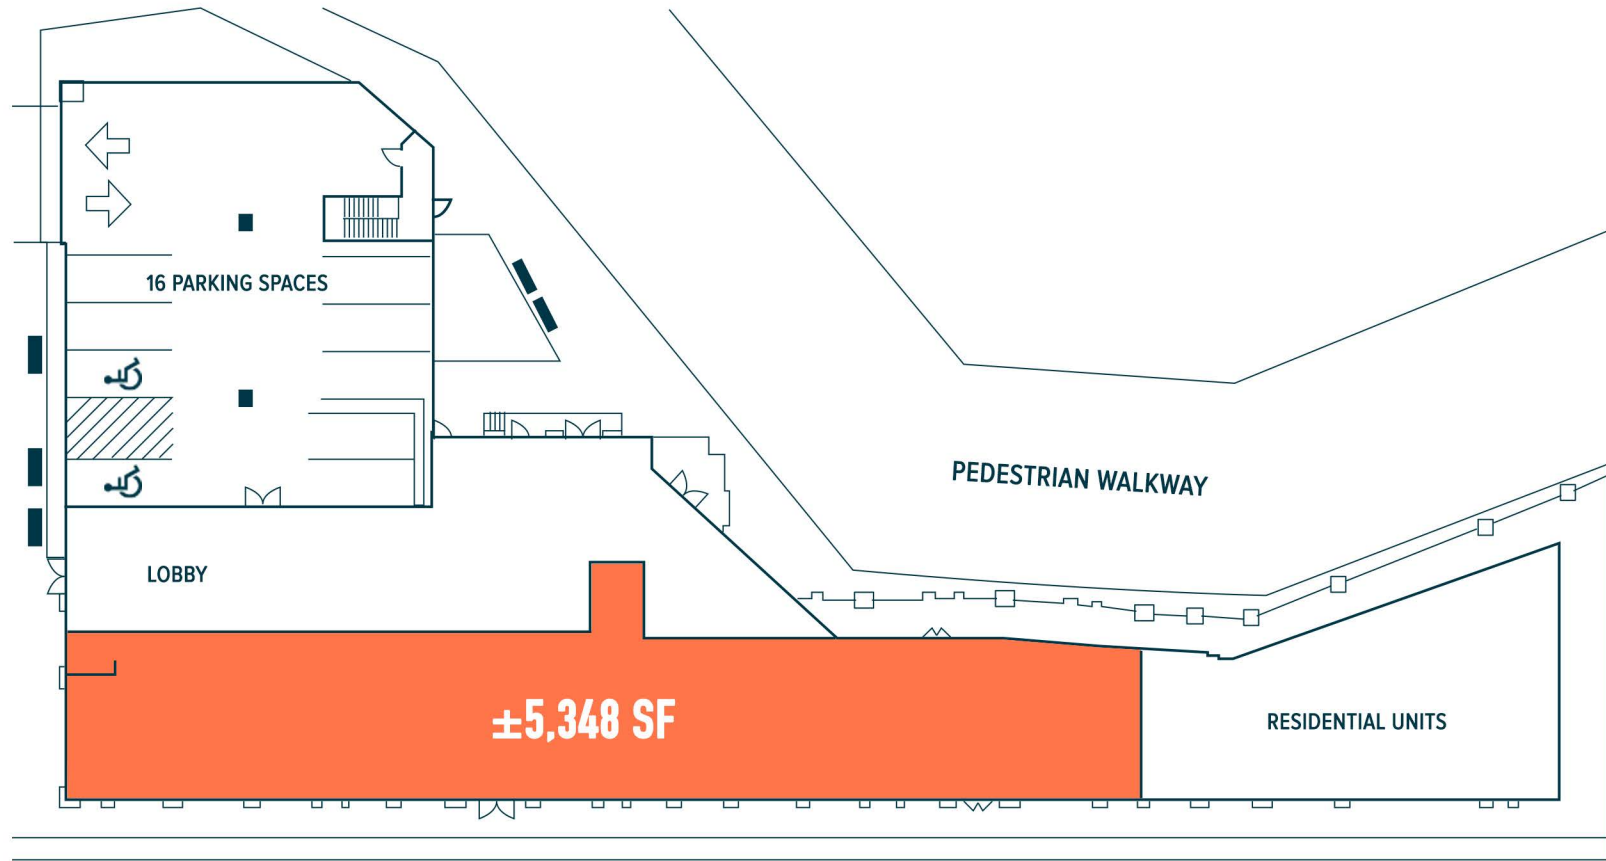 16 PARKING SPACES
PEDESTRIAN WALKWAY
LOBBY
±5,348 SF
RESIDENTIAL UNITS